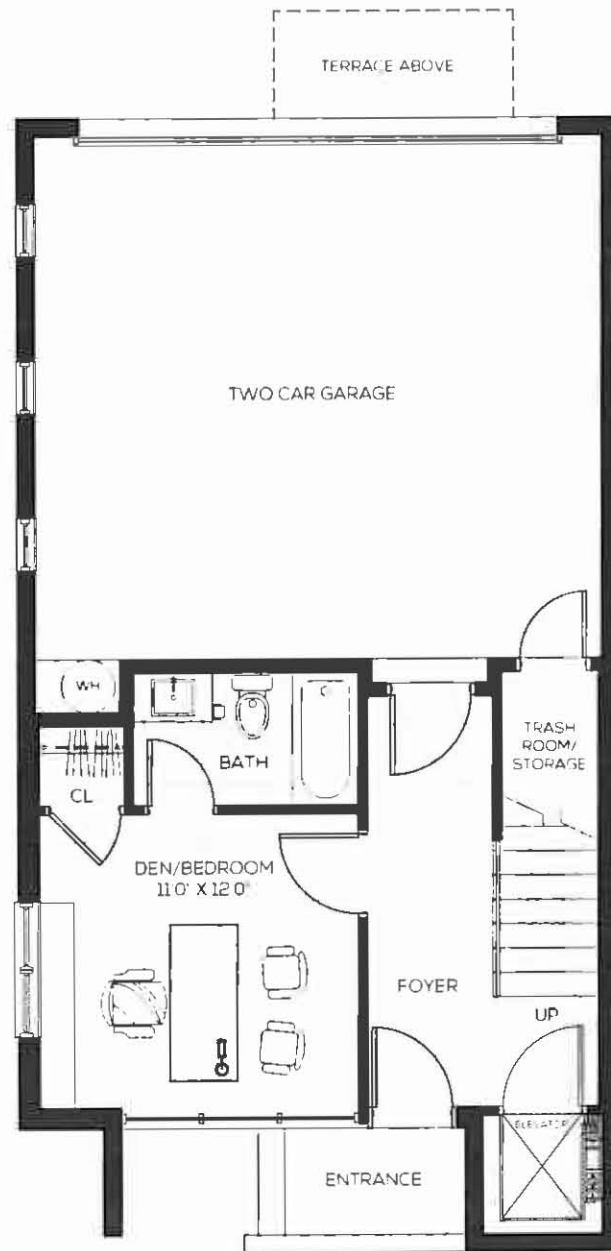 TERRACE ABOVE
TWO CAR GARAGE
WH
BATH
TRASH
ROOM/
STORAGE
CL
DEN/BEDROOM
11'0" X 12'0"
FOYER
UP
ELEVATOR
ENTRANCE